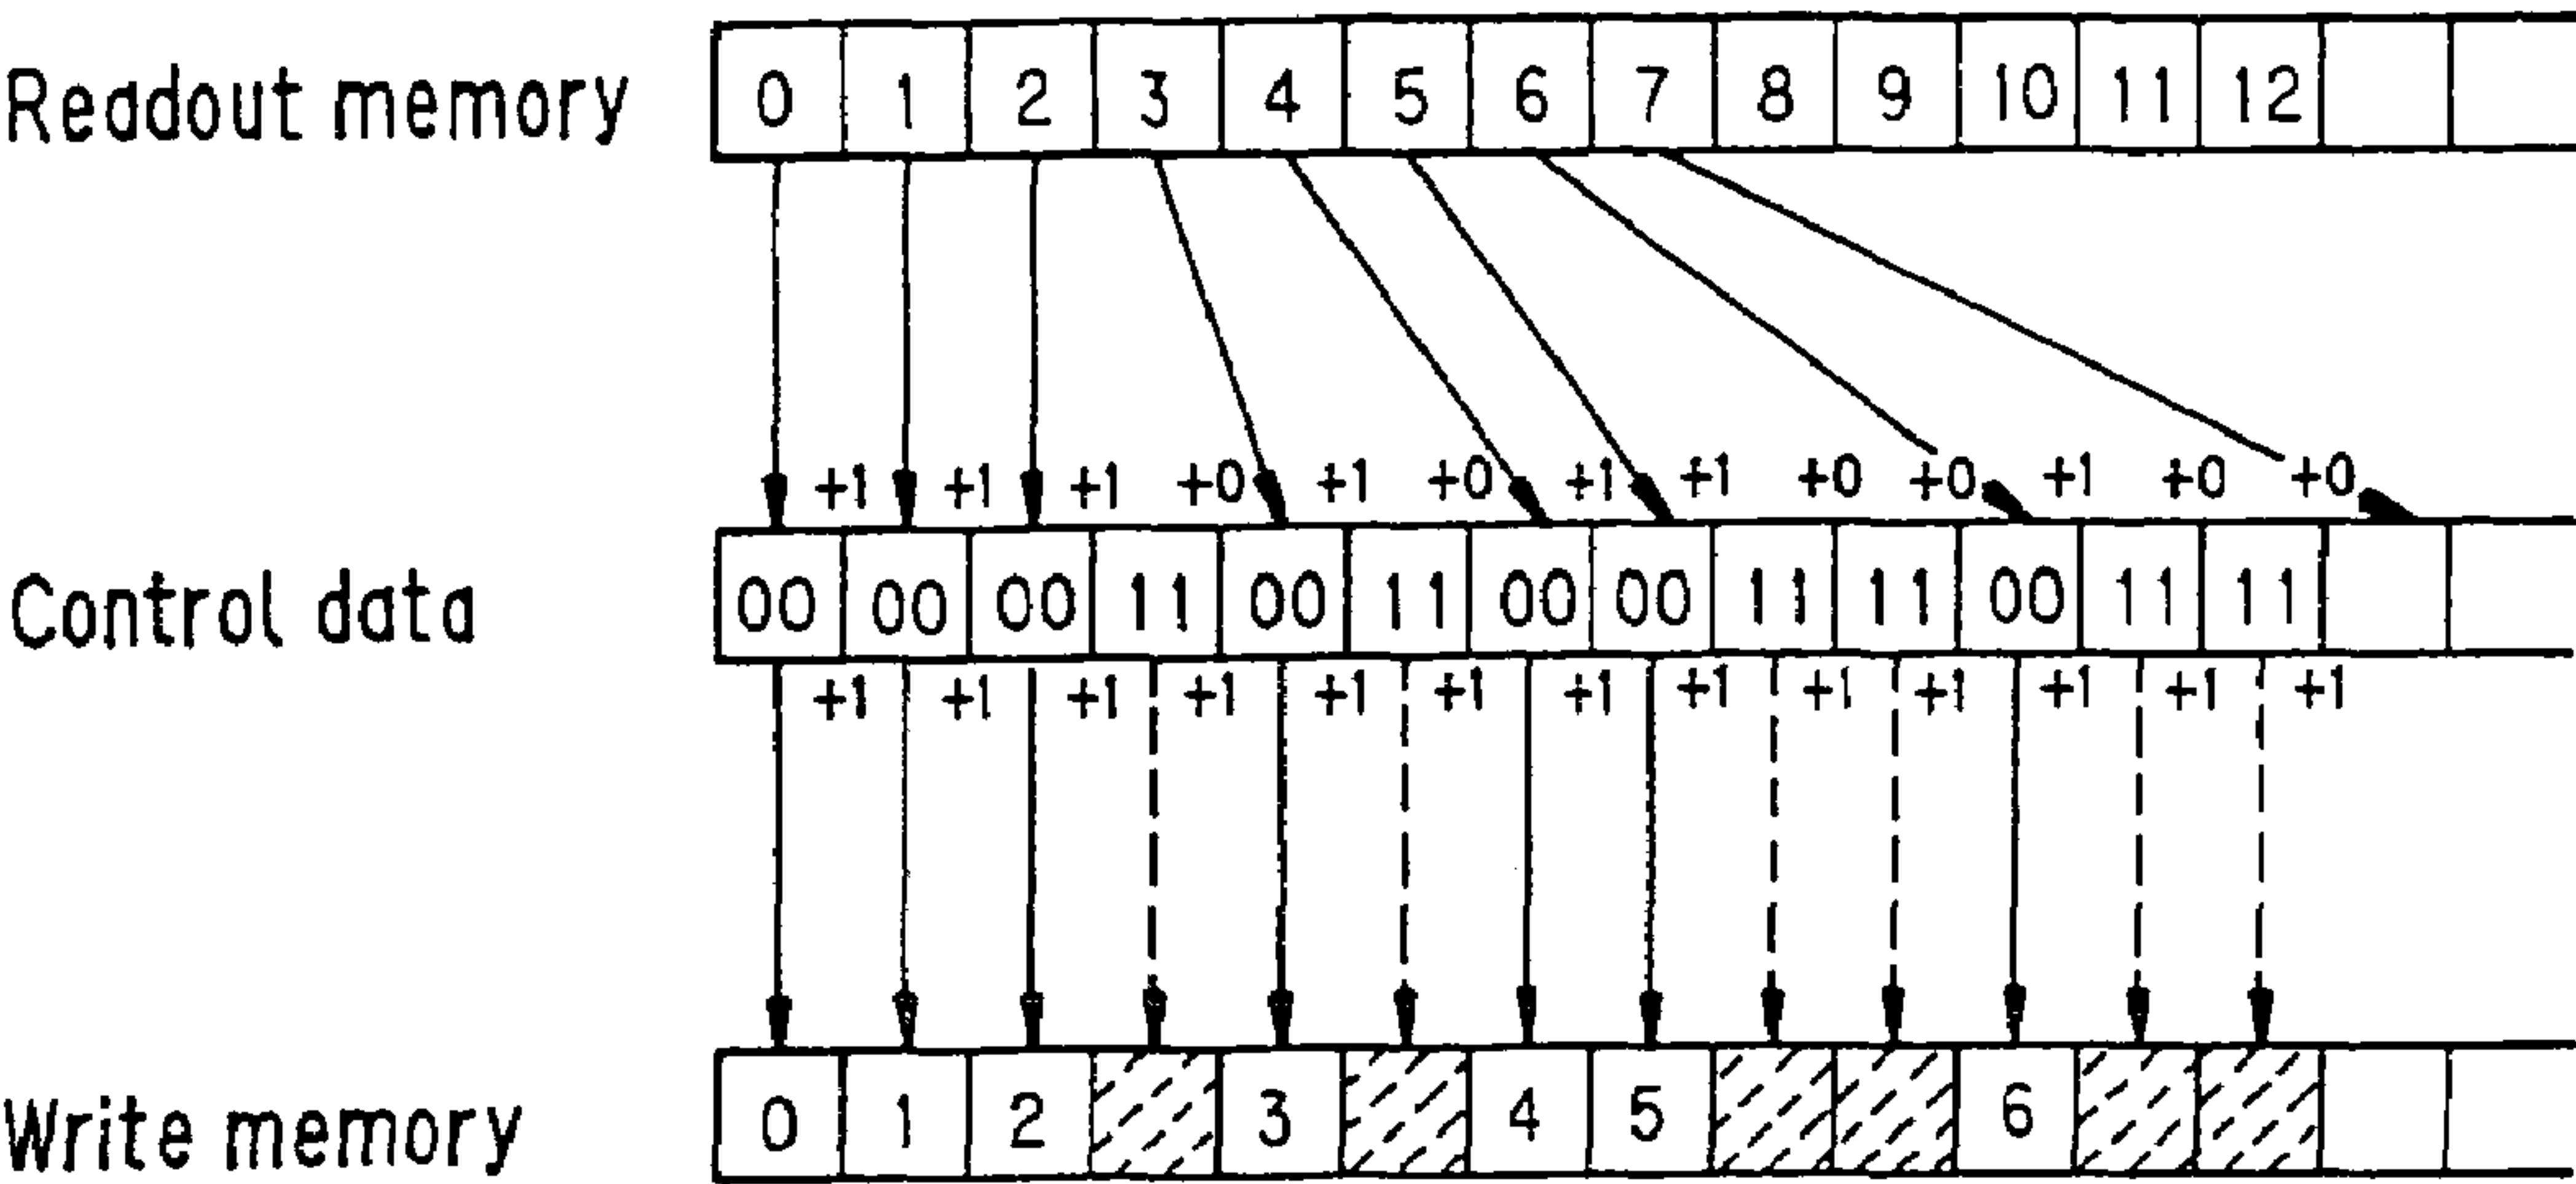 Readout memory 0 1 2 3 4 5 6 7 8 9 10 11 12
+1 +1 +1 +0 +1 +0 +1 +1 +0 +0 +1 +0 +0
Control data 00 00 00 11 00 11 00 00 11 11 00 11 11
+1 +1 +1 +1 +1 +1 +1 +1 +1 +1 +1 +1 +1
Write memory 0 1 2 3 4 5 6